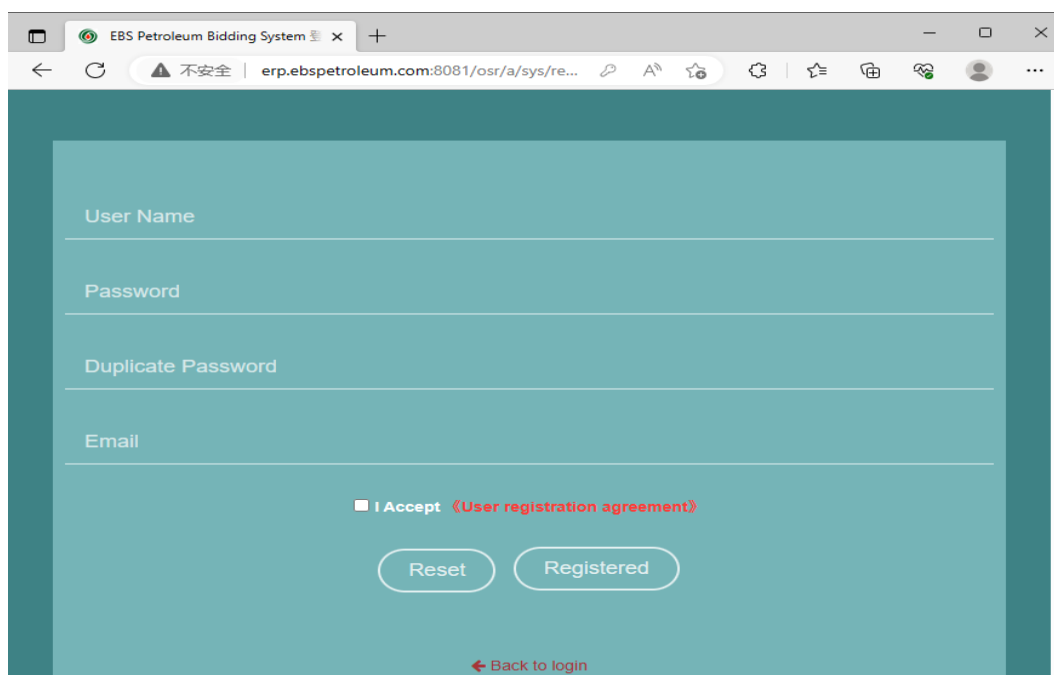 EBS Petroleum Bidding System 登
不安全 erp.ebspetroleum.com:8081/osr/a/sys/re...
User Name
Password
Duplicate Password
Email
I Accept 《User registration agreement》
Reset Registered
Back to login